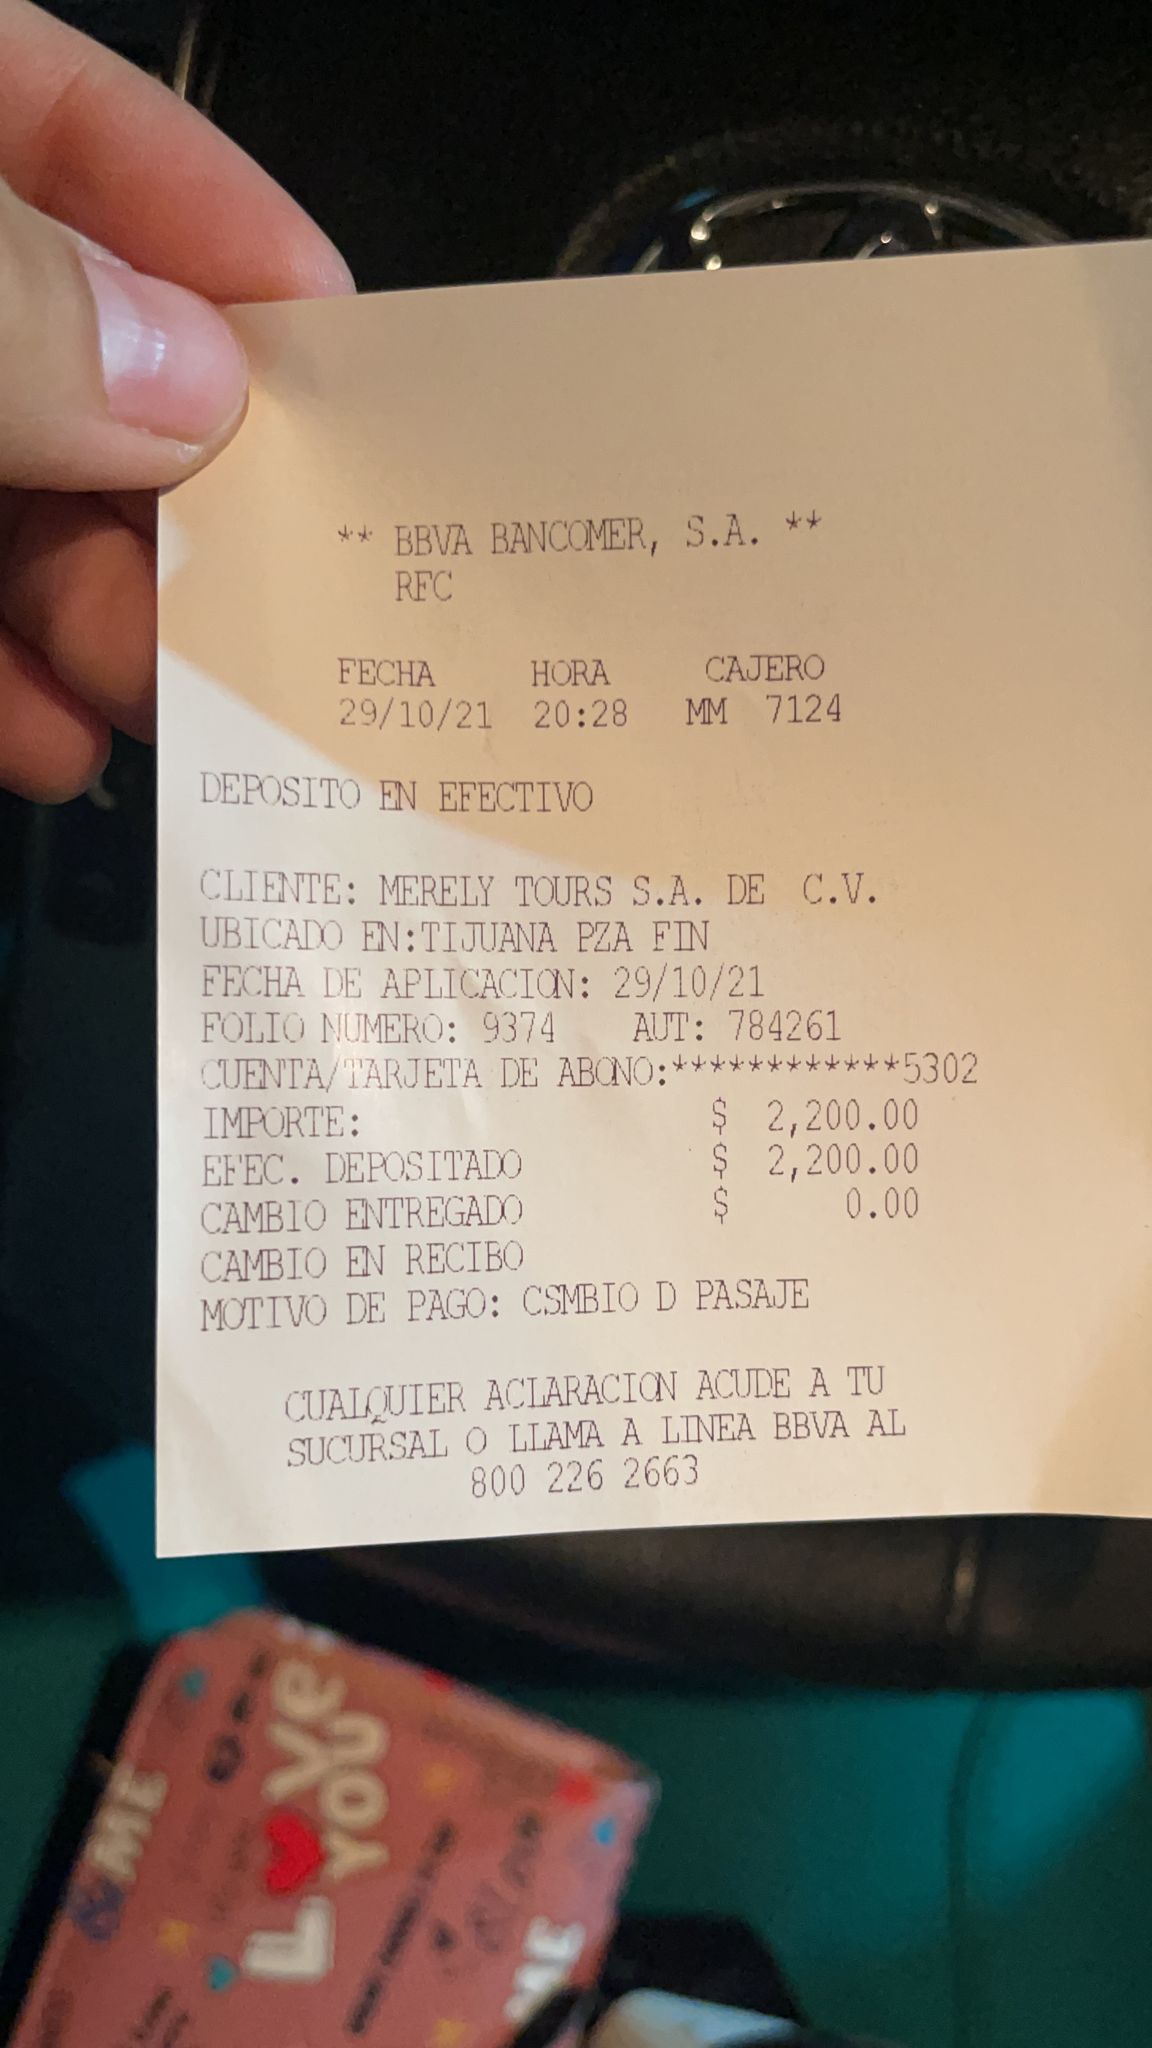 ** BBVA BANCOMER, S.A. **
RFC
FECHA HORA CAJERO
29/10/21 20:28 MM 7124
DEPOSITO EN EFECTIVO
CLIENTE: MERELY TOURS S.A. DE C.V.
UBICADO EN:TIJUANA PZA FIN
FECHA DE APLICACION: 29/10/21
FOLIO NUMERO: 9374 AUT: 784261
CUENTA/TARJETA DE ABONO:************5302
IMPORTE: $ 2,200.00
EFEC. DEPOSITADO $ 2,200.00
CAMBIO ENTREGADO $ 0.00
CAMBIO EN RECIBO
MOTIVO DE PAGO: CSMBIO D PASAJE
CUALQUIER ACLARACION ACUDE A TU
SUCURSAL O LLAMA A LINEA BBVA AL
800 226 2663
ME
Love
YOU
ME